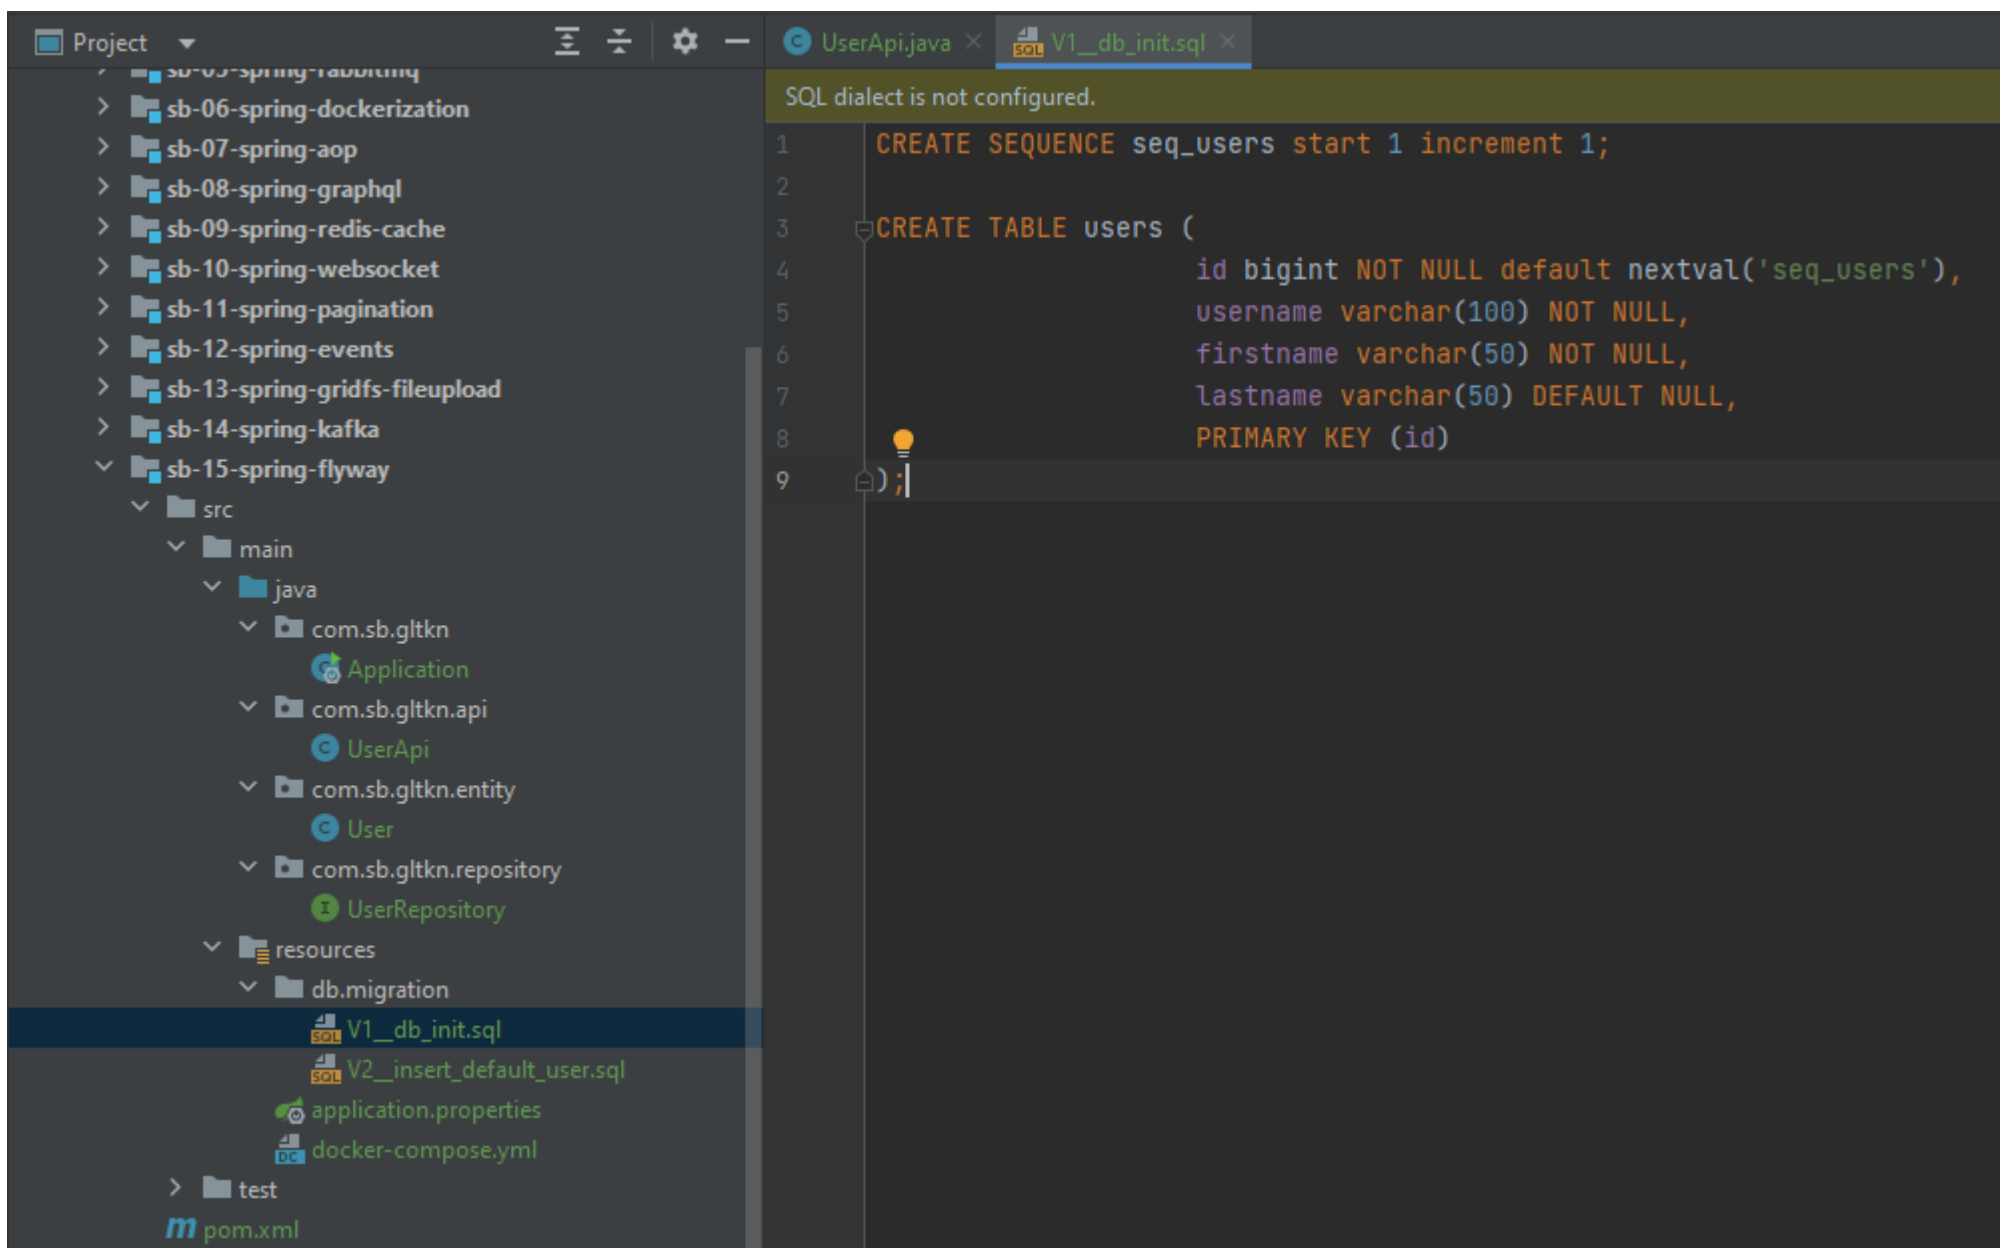 Project
sb-05-spring-rabbitmq
sb-06-spring-dockerization
sb-07-spring-aop
sb-08-spring-graphql
sb-09-spring-redis-cache
sb-10-spring-websocket
sb-11-spring-pagination
sb-12-spring-events
sb-13-spring-gridfs-fileupload
sb-14-spring-kafka
sb-15-spring-flyway
src
main
java
com.sb.gltkn
Application
com.sb.gltkn.api
UserApi
com.sb.gltkn.entity
User
com.sb.gltkn.repository
UserRepository
resources
db.migration
V1__db_init.sql
V2__insert_default_user.sql
application.properties
docker-compose.yml
test
pom.xml
UserApi.java
V1__db_init.sql
SQL dialect is not configured.
1 CREATE SEQUENCE seq_users start 1 increment 1;
2
3 CREATE TABLE users (
4 id bigint NOT NULL default nextval('seq_users'),
5 username varchar(100) NOT NULL,
6 firstname varchar(50) NOT NULL,
7 lastname varchar(50) DEFAULT NULL,
8 PRIMARY KEY (id)
9 );